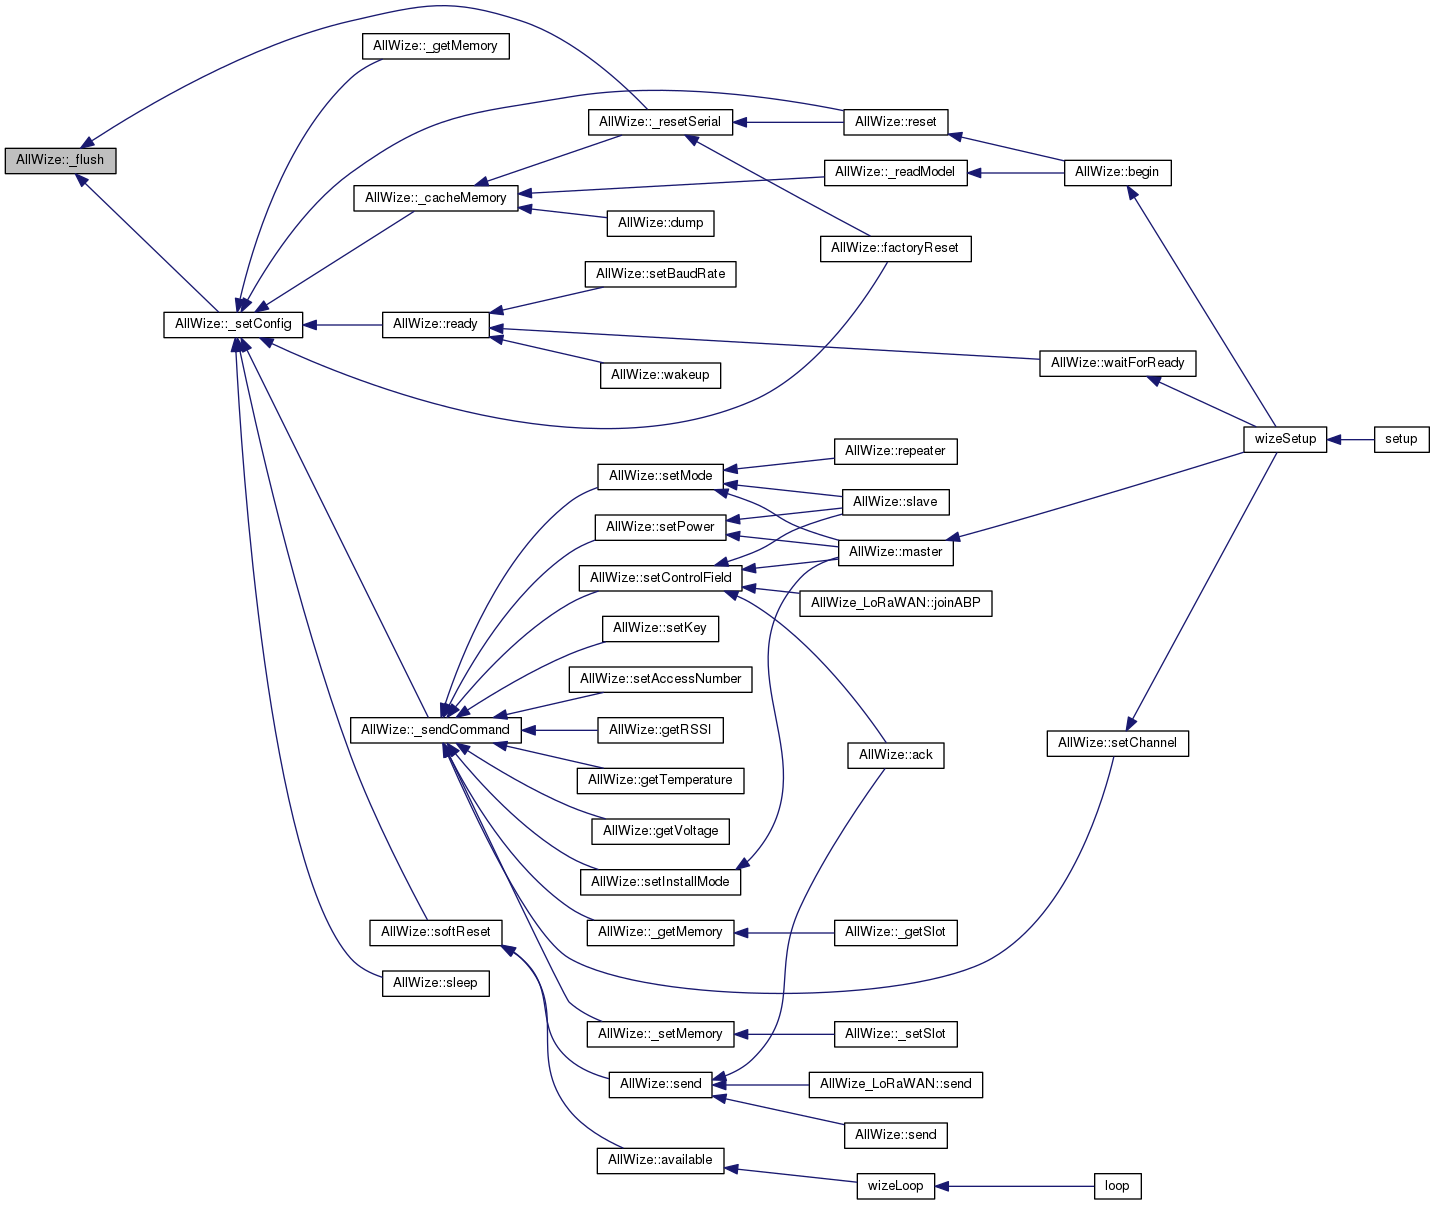 AllWize::_getMemory
AllWize::_resetSerial
AllWize::reset
AllWize::_flush
AllWize::_readModel
AllWize::begin
AllWize::_cacheMemory
AllWize::dump
AllWize::factoryReset
AllWize::setBaudRate
AllWize::_setConfig
AllWize::ready
AllWize::waitForReady
AllWize::wakeup
wizeSetup
setup
AllWize::repeater
AllWize::setMode
AllWize::slave
AllWize::setPower
AllWize::master
AllWize::setControlField
AllWize_LoRaWAN::joinABP
AllWize::setKey
AllWize::setAccessNumber
AllWize::_sendCommand
AllWize::getRSSI
AllWize::setChannel
AllWize::ack
AllWize::getTemperature
AllWize::getVoltage
AllWize::setInstallMode
AllWize::softReset
AllWize::_getMemory
AllWize::_getSlot
AllWize::sleep
AllWize::_setMemory
AllWize::_setSlot
AllWize::send
AllWize_LoRaWAN::send
AllWize::send
AllWize::available
wizeLoop
loop